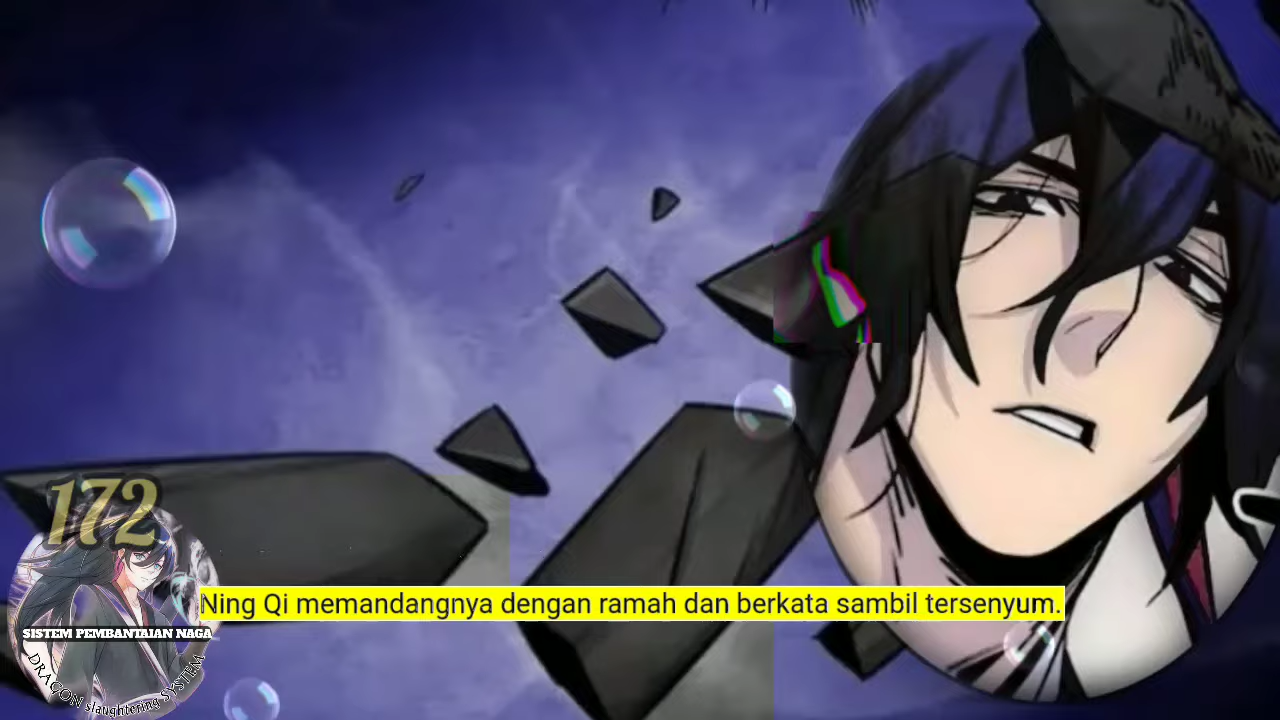 172
Ning Qi memandangnya dengan ramah dan berkata sambil tersenyum.
SISTEM PEMBANTAIAN NAGA
DRAGON slaughtering SYSTEM